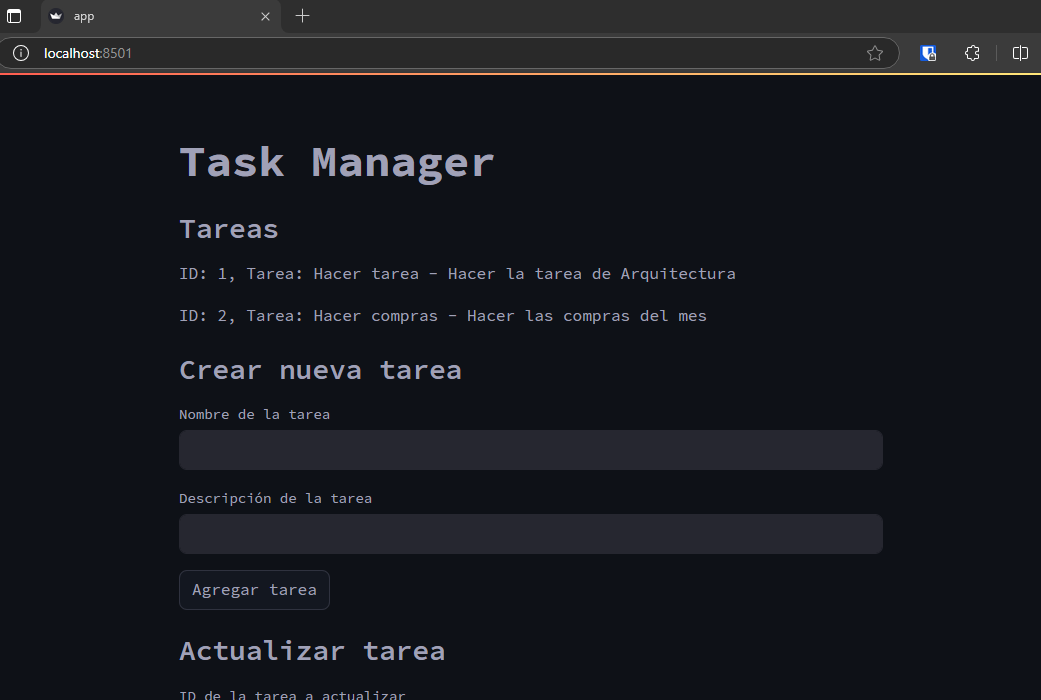 app
localhost:8501
Task Manager
Tareas
ID: 1, Tarea: Hacer tarea - Hacer la tarea de Arquitectura
ID: 2, Tarea: Hacer compras - Hacer las compras del mes
Crear nueva tarea
Nombre de la tarea
Descripción de la tarea
Agregar tarea
Actualizar tarea
ID de la tarea a actualizar